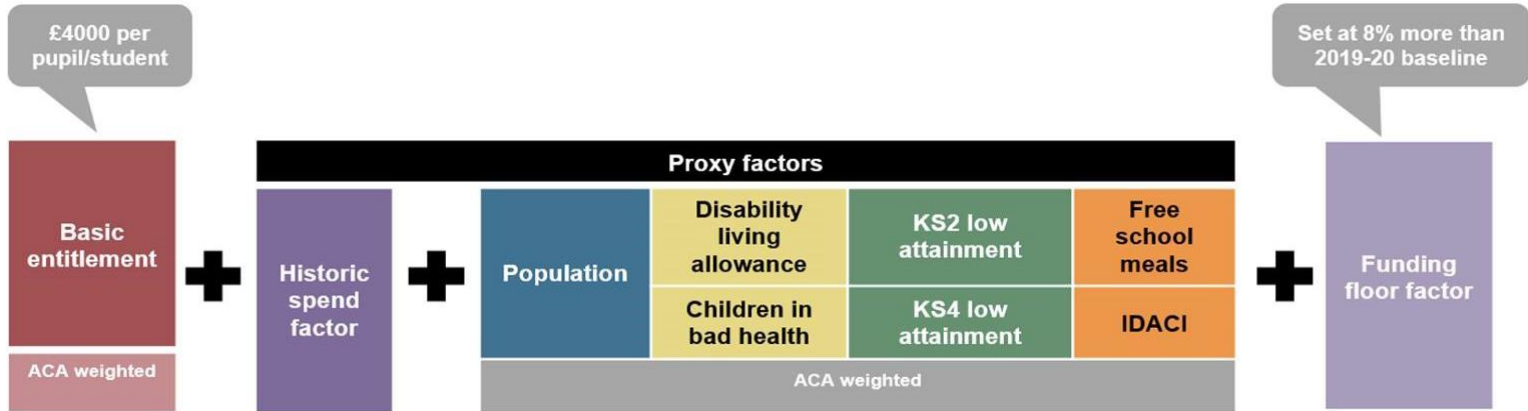 £4000 per
pupil/student
Set at 8% more than
2019-20 baseline
Proxy factors
Basic
entitlement
ACA weighted
Historic
spend
factor
Population
Disability
living
allowance
Children in
bad health
KS2 low
attainment
KS4 low
attainment
Free
school
meals
IDACI
ACA weighted
Funding
floor factor